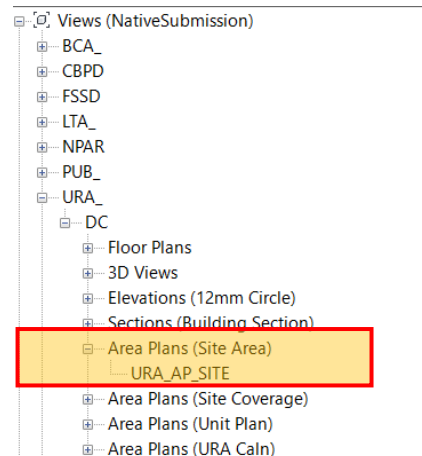 Views (NativeSubmission)
BCA_
CBPD
FSSD
LTA_
NPAR
PUB_
URA_
DC
Floor Plans
3D Views
Elevations (12mm Circle)
Sections (Building Section)
Area Plans (Site Area)
URA_AP_SITE
Area Plans (Site Coverage)
Area Plans (Unit Plan)
Area Plans (URA Caln)